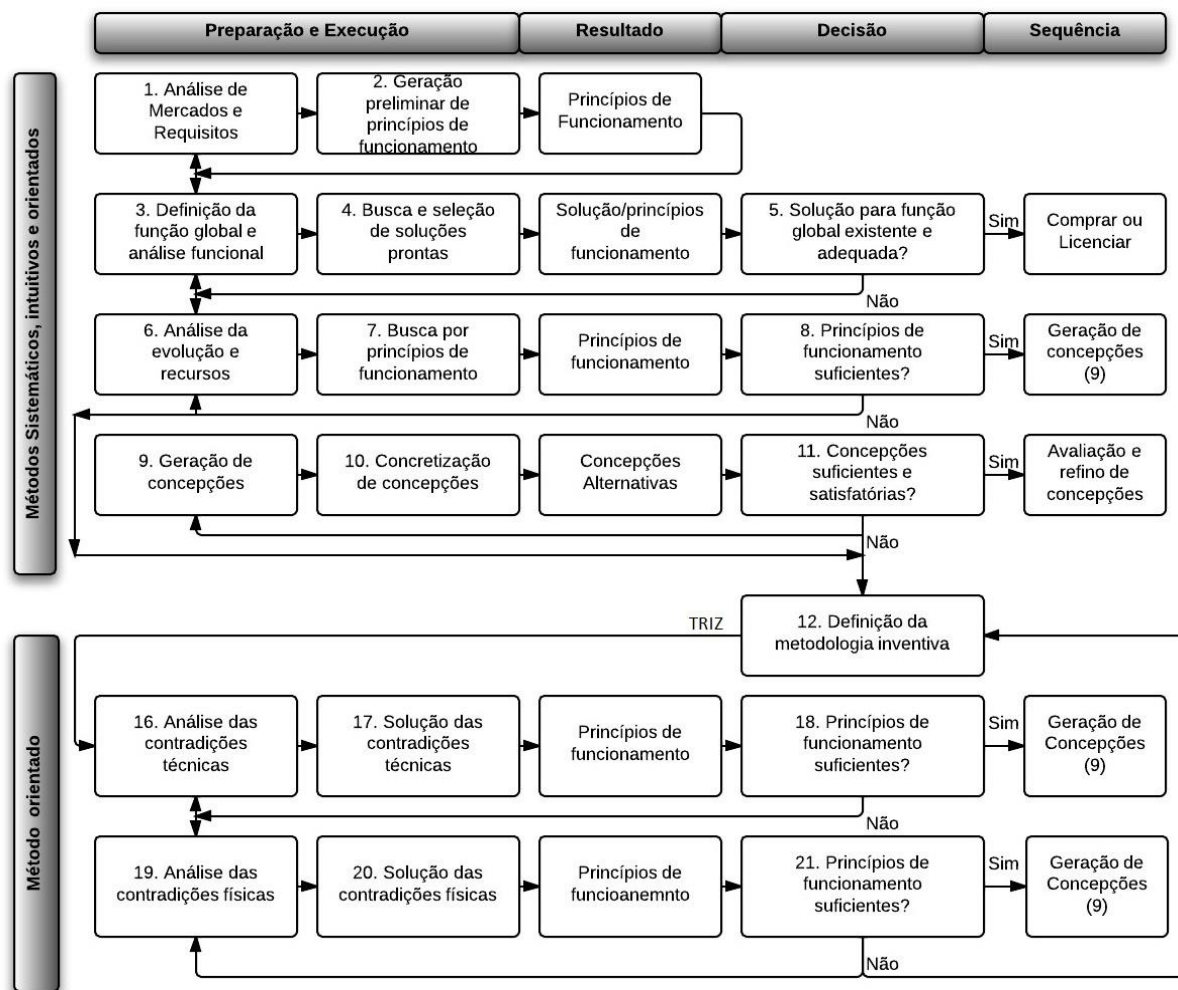 Preparação e Execução
Resultado
Decisão
Sequência
Métodos Sistemáticos, intuitivos e orientados
1. Análise de
Mercados e
Requisitos
2. Geração
preliminar de
princípios de
funcionamento
Princípios de
Funcionamento
3. Definição da
função global e
análise funcional
4. Busca e seleção
de soluções
prontas
Solução/princípios
de
funcionamento
5. Solução para função
global existente e
adequada?
Sim
Comprar ou
Licenciar
Não
6. Análise da
evolução e
recursos
7. Busca por
princípios de
funcionamento
Princípios de
funcionamento
8. Princípios de
funcionamento
suficientes?
Sim
Geração de
concepções
(9)
Não
9. Geração de
concepções
10. Concretização
de concepções
Concepções
Alternativas
11. Concepções
suficientes e
satisfatórias?
Sim
Avaliação e
refino de
concepções
Não
TRIZ
12. Definição da
metodologia inventiva
Método orientado
16. Análise das
contradições
técnicas
17. Solução das
contradições
técnicas
Princípios de
funcionamento
18. Princípios de
funcionamento
suficientes?
Sim
Geração de
Concepções
(9)
Não
19. Análise das
contradições físicas
20. Solução das
contradições físicas
Princípios de
funcioanemnto
21. Princípios de
funcionamento
suficientes?
Sim
Geração de
Concepções
(9)
Não